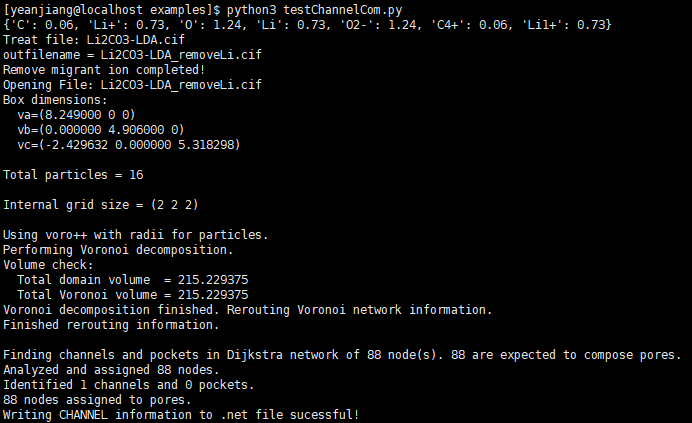 [yeanjiang@localhost examples]$ python3 testChannelCom.py
{'C': 0.06, 'Li+': 0.73, 'O': 1.24, 'Li': 0.73, 'O2-': 1.24, 'C4+': 0.06, 'Li1+': 0.73}
Treat file: Li2CO3-LDA.cif
outfilename = Li2CO3-LDA_removeLi.cif
Remove migrant ion completed!
Opening File: Li2CO3-LDA_removeLi.cif
Box dimensions:
  va=(8.249000 0 0)
  vb=(0.000000 4.906000 0)
  vc=(-2.429632 0.000000 5.318298)
Total particles = 16
Internal grid size = (2 2 2)
Using voro++ with radii for particles.
Performing Voronoi decomposition.
Volume check:
  Total domain volume  = 215.229375
  Total Voronoi volume = 215.229375
Voronoi decomposition finished. Rerouting Voronoi network information.
Finished rerouting information.
Finding channels and pockets in Dijkstra network of 88 node(s). 88 are expected to compose pores.
Analyzed and assigned 88 nodes.
Identified 1 channels and 0 pockets.
88 nodes assigned to pores.
Writing CHANNEL information to .net file sucessful!